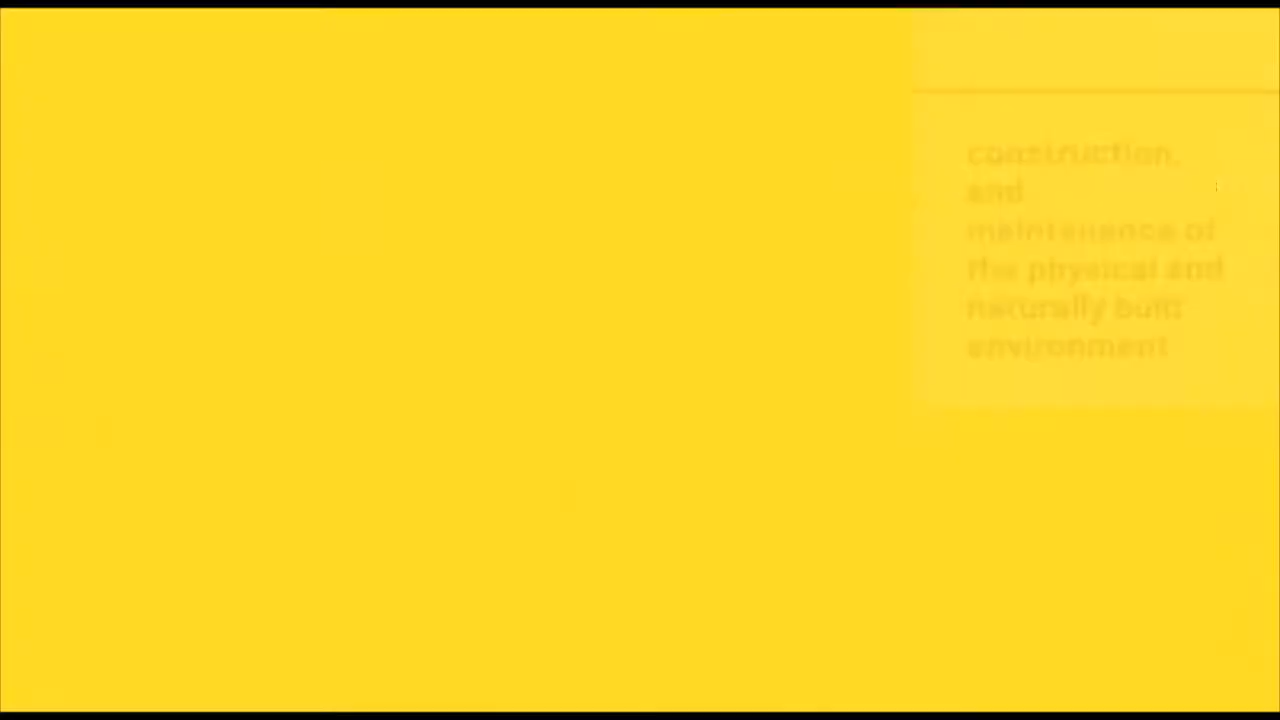 construction,
and
maintenance of
the physical and
naturally built
environment